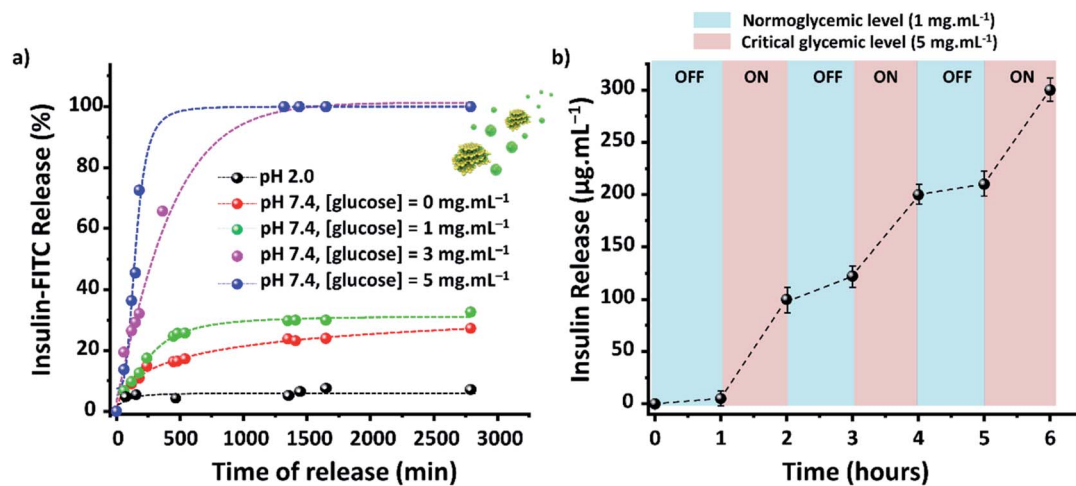 Normoglycemic level (1 mg.mL⁻¹)
Critical glycemic level (5 mg.mL⁻¹)
a)
Insulin-FITC Release (%)
100
80
60
40
20
0
pH 2.0
pH 7.4, [glucose] = 0 mg.mL⁻¹
pH 7.4, [glucose] = 1 mg.mL⁻¹
pH 7.4, [glucose] = 3 mg.mL⁻¹
pH 7.4, [glucose] = 5 mg.mL⁻¹
0 500 1000 1500 2000 2500 3000
Time of release (min)
b)
OFF ON OFF ON OFF ON
Insulin Release (µg.mL⁻¹)
300
250
200
150
100
50
0
0 1 2 3 4 5 6
Time (hours)